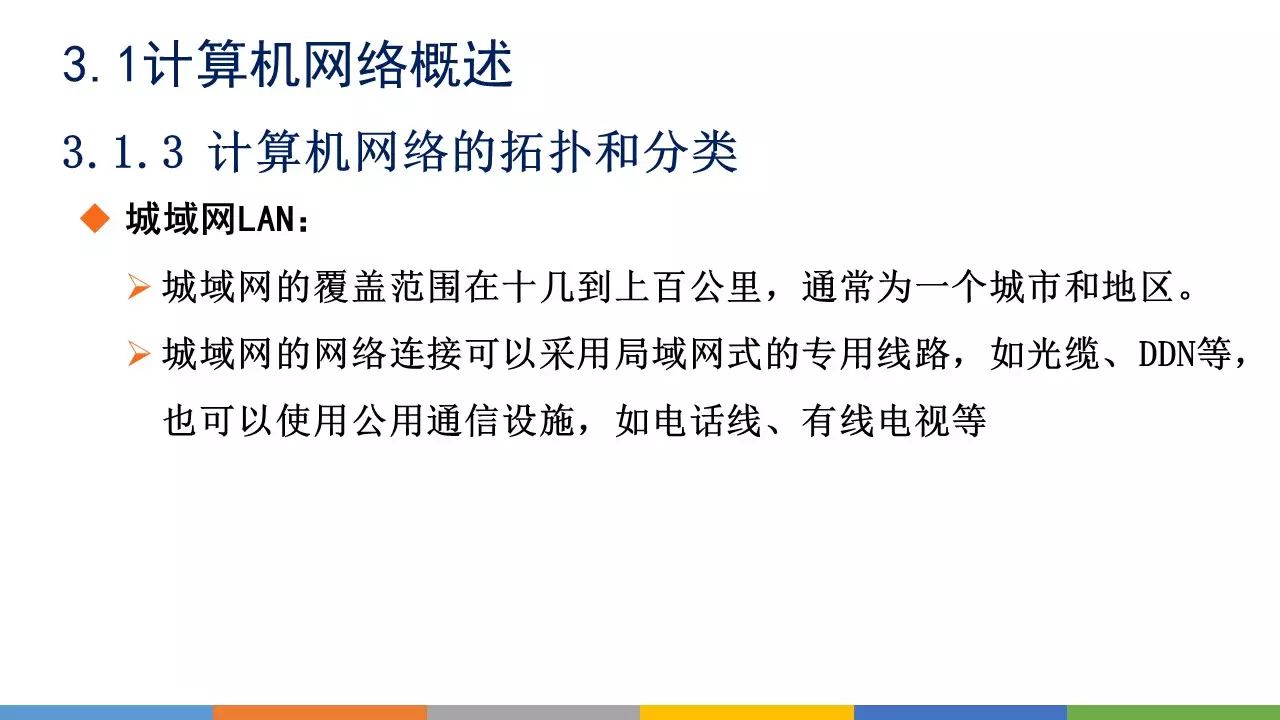 3.1计算机网络概述
3.1.3 计算机网络的拓扑和分类
城域网LAN：
城域网的覆盖范围在十几到上百公里，通常为一个城市和地区。
城域网的网络连接可以采用局域网式的专用线路，如光缆、DDN等，
也可以使用公用通信设施，如电话线、有线电视等